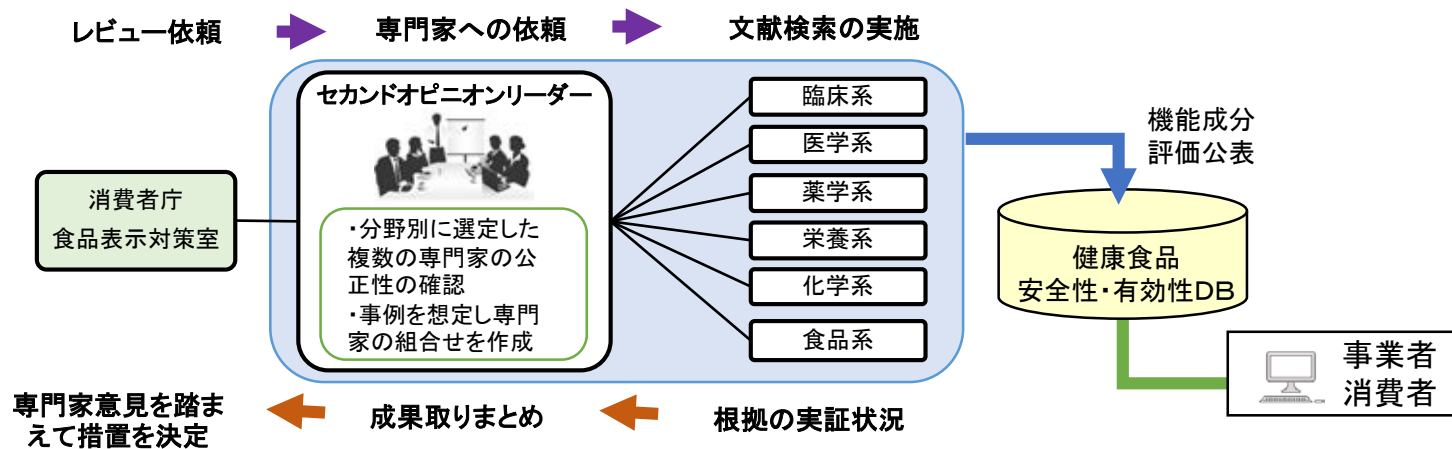 レビュー依頼
専門家への依頼
文献検索の実施
セカンドオピニオンリーダー
・分野別に選定した
複数の専門家の公
正性の確認
・事例を想定し専門
家の組合せを作成
消費者庁
食品表示対策室
臨床系
医学系
薬学系
栄養系
化学系
食品系
機能成分
評価公表
健康食品
安全性・有効性DB
事業者
消費者
専門家意見を踏ま
えて措置を決定
成果取りまとめ
根拠の実証状況